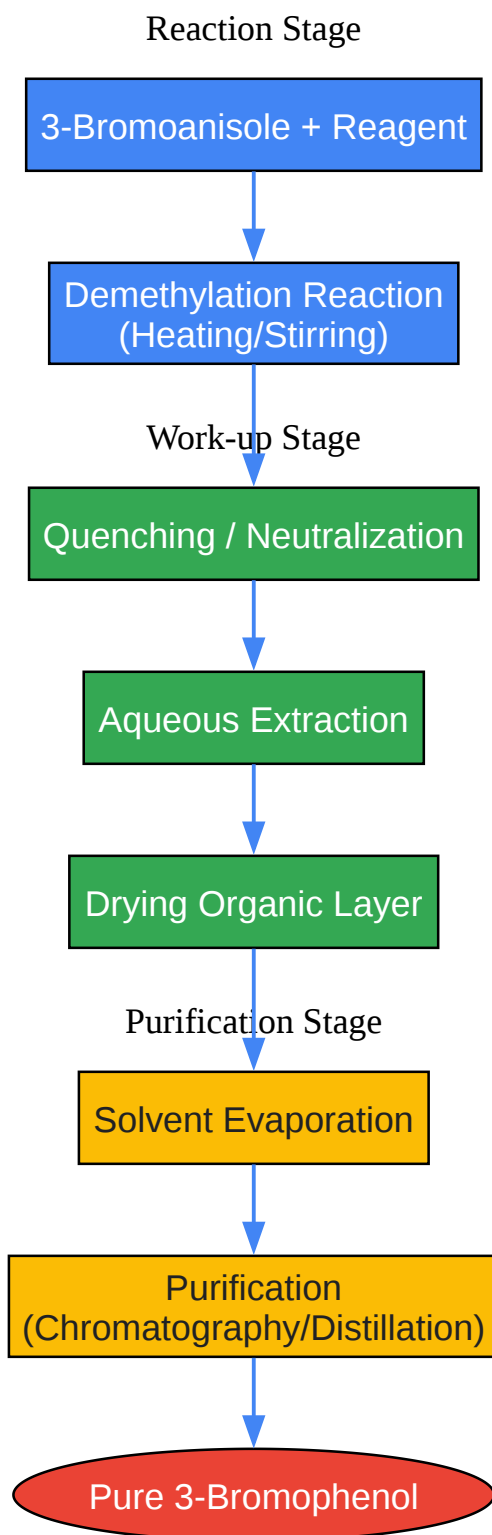 Reaction Stage
3-Bromoanisole + Reagent
Demethylation Reaction
(Heating/Stirring)
Work-up Stage
Quenching / Neutralization
Aqueous Extraction
Drying Organic Layer
Purification Stage
Solvent Evaporation
Purification
(Chromatography/Distillation)
Pure 3-Bromophenol